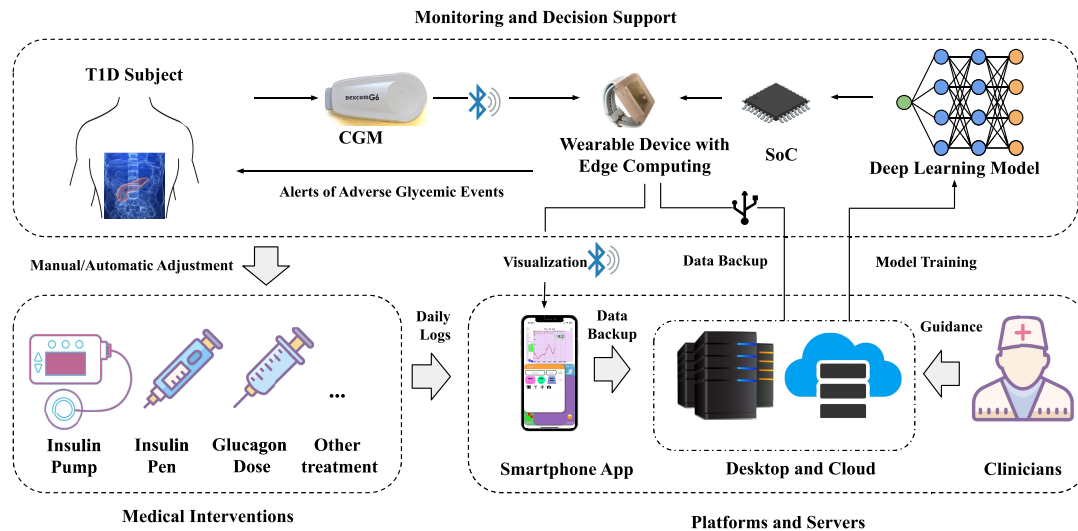 Monitoring and Decision Support
T1D Subject
DexcomG6
CGM
Wearable Device with
Edge Computing
SoC
Deep Learning Model
Alerts of Adverse Glycemic Events
Manual/Automatic Adjustment
Visualization
Data Backup
Model Training
Daily
Logs
Data
Backup
Guidance
Insulin
Pump
Insulin
Pen
Glucagon
Dose
...
Other
treatment
Smartphone App
Desktop and Cloud
Clinicians
Medical Interventions
Platforms and Servers